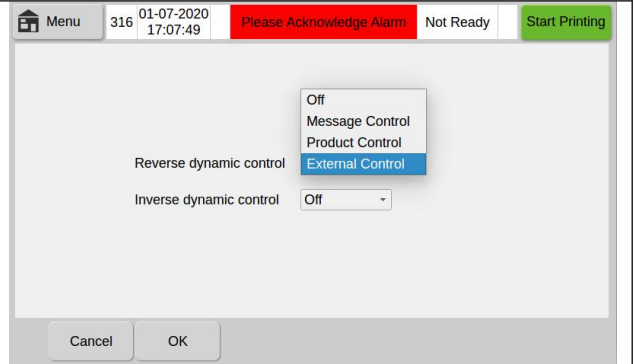 Menu
316
01-07-2020
17:07:49
Please Acknowledge Alarm
Not Ready
Start Printing
Off
Message Control
Product Control
Reverse dynamic control
External Control
Inverse dynamic control
Off
Cancel
OK